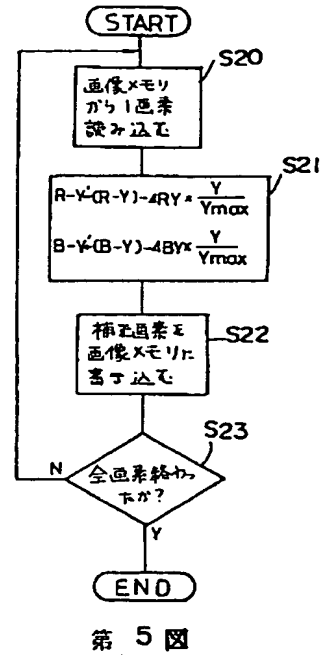 START
S20
画像メモリ
から1画素
読み込む
S21
R-Y'=(R-Y)-ΔRY×Y/Ymax
B-Y'=(B-Y)-ΔBY×Y/Ymax
S22
補正画素を
画像メモリに
書き込む
S23
N
全画素終わっ
たか?
Y
END
第 5 図